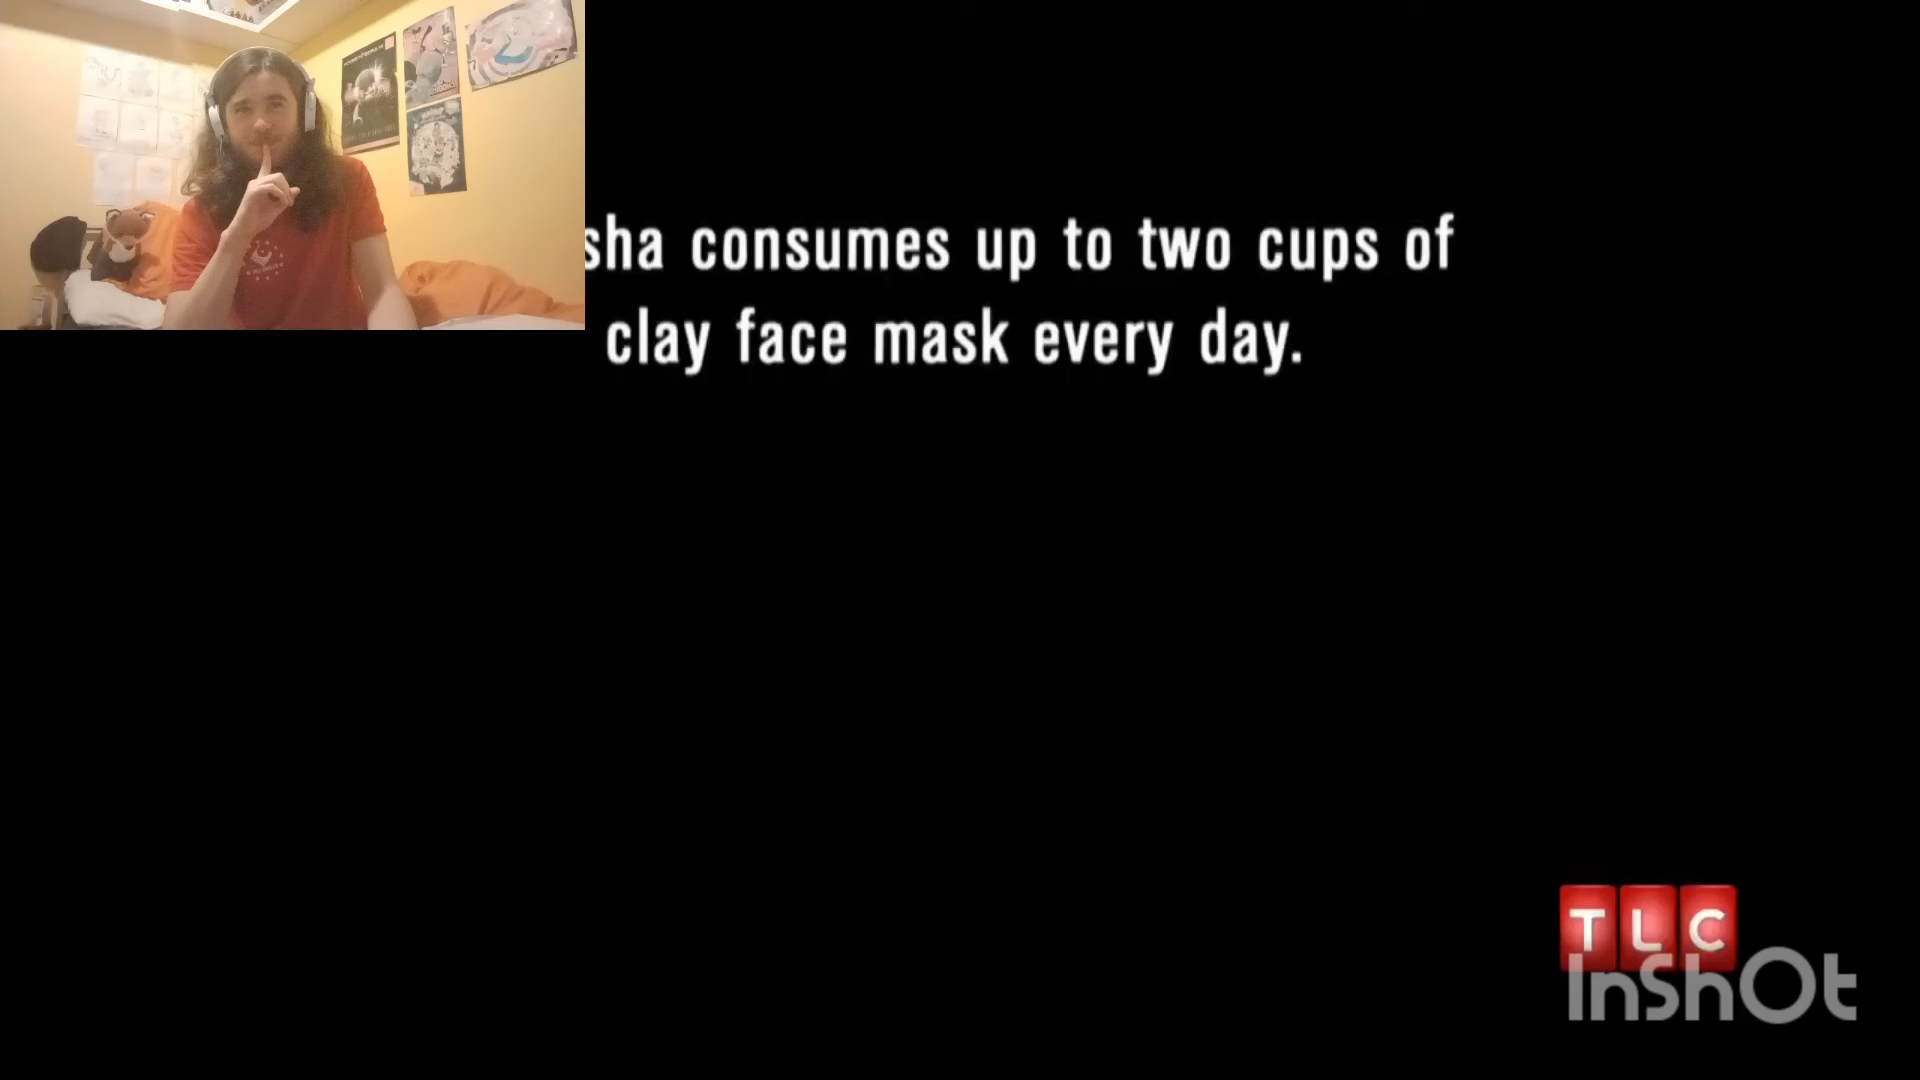 sha consumes up to two cups of
clay face mask every day.
TLC
InShOt